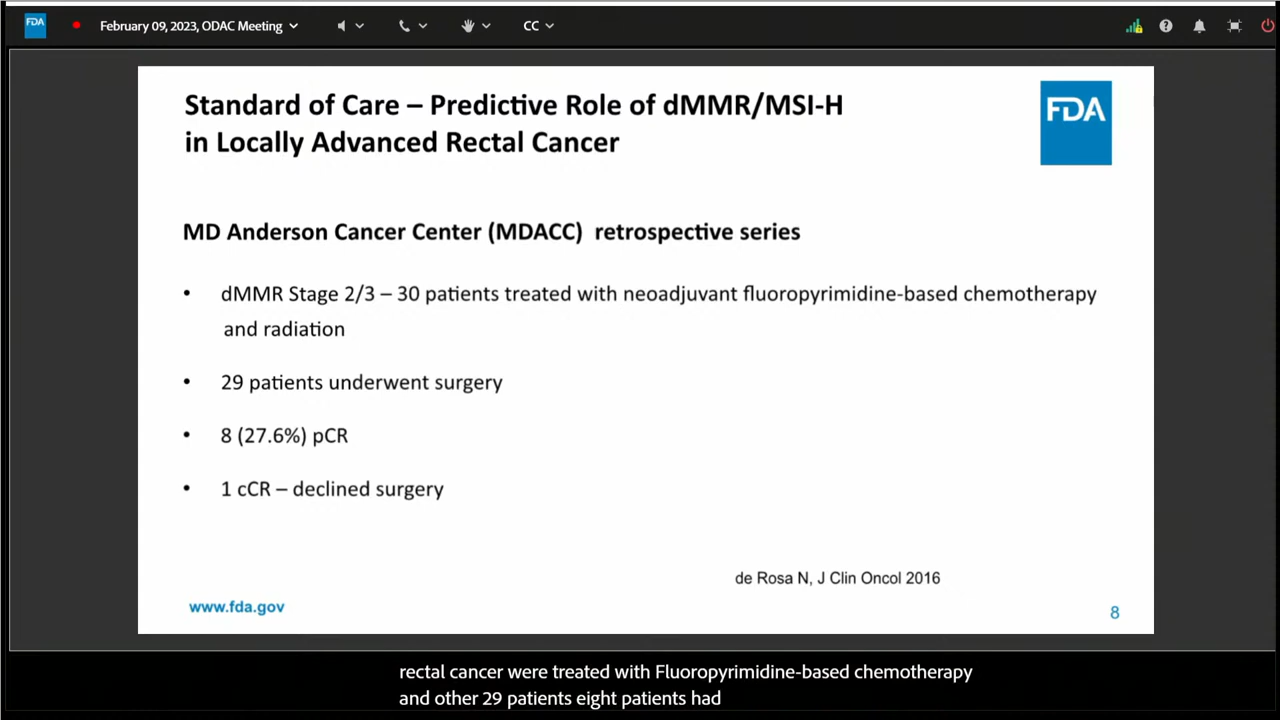 FDA
February 09, 2023, ODAC Meeting
CC
Standard of Care – Predictive Role of dMMR/MSI-H
in Locally Advanced Rectal Cancer
FDA
MD Anderson Cancer Center (MDACC) retrospective series
• dMMR Stage 2/3 – 30 patients treated with neoadjuvant fluoropyrimidine-based chemotherapy
and radiation
• 29 patients underwent surgery
• 8 (27.6%) pCR
• 1 cCR – declined surgery
de Rosa N, J Clin Oncol 2016
www.fda.gov
8
rectal cancer were treated with Fluoropyrimidine-based chemotherapy
and other 29 patients eight patients had